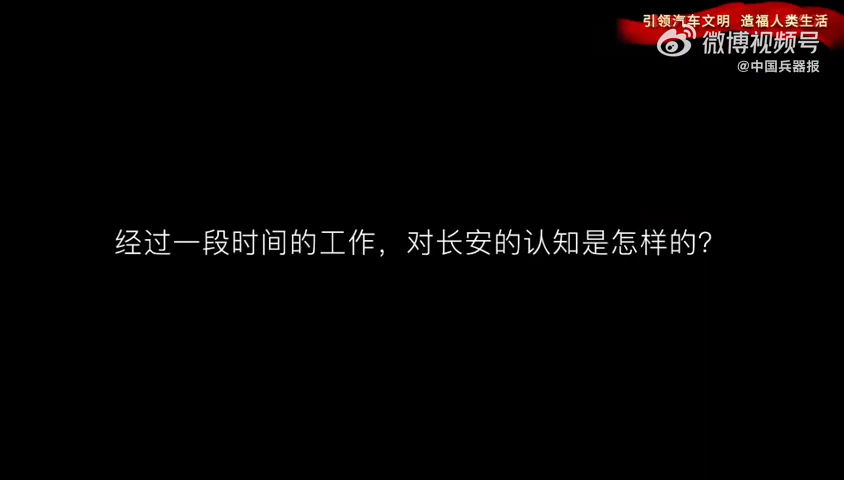 引领汽车文明 造福人类生活
微博视频号
@中国兵器报
经过一段时间的工作，对长安的认知是怎样的？